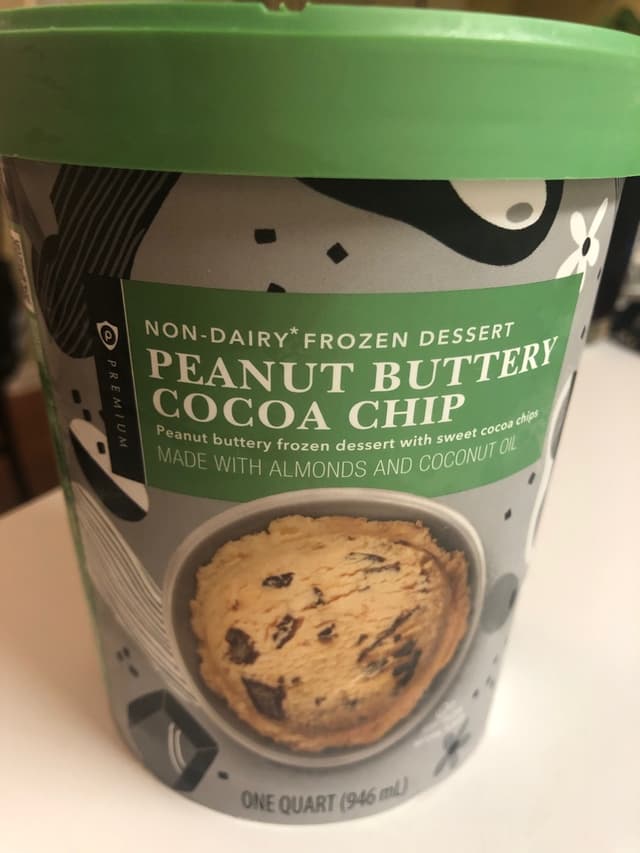 NON-DAIRY* FROZEN DESSERT
PEANUT BUTTERY
COCOA CHIP
Peanut buttery frozen dessert with sweet cocoa chips
MADE WITH ALMONDS AND COCONUT OIL
P
PREMIUM
ONE QUART (946 mL)